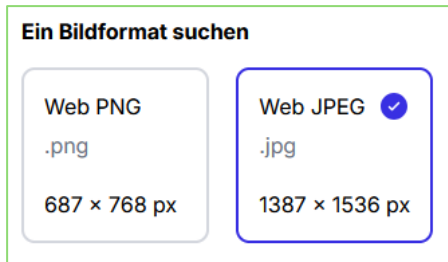 Ein Bildformat suchen
Web PNG
.png
687 × 768 px
Web JPEG
.jpg
1387 × 1536 px